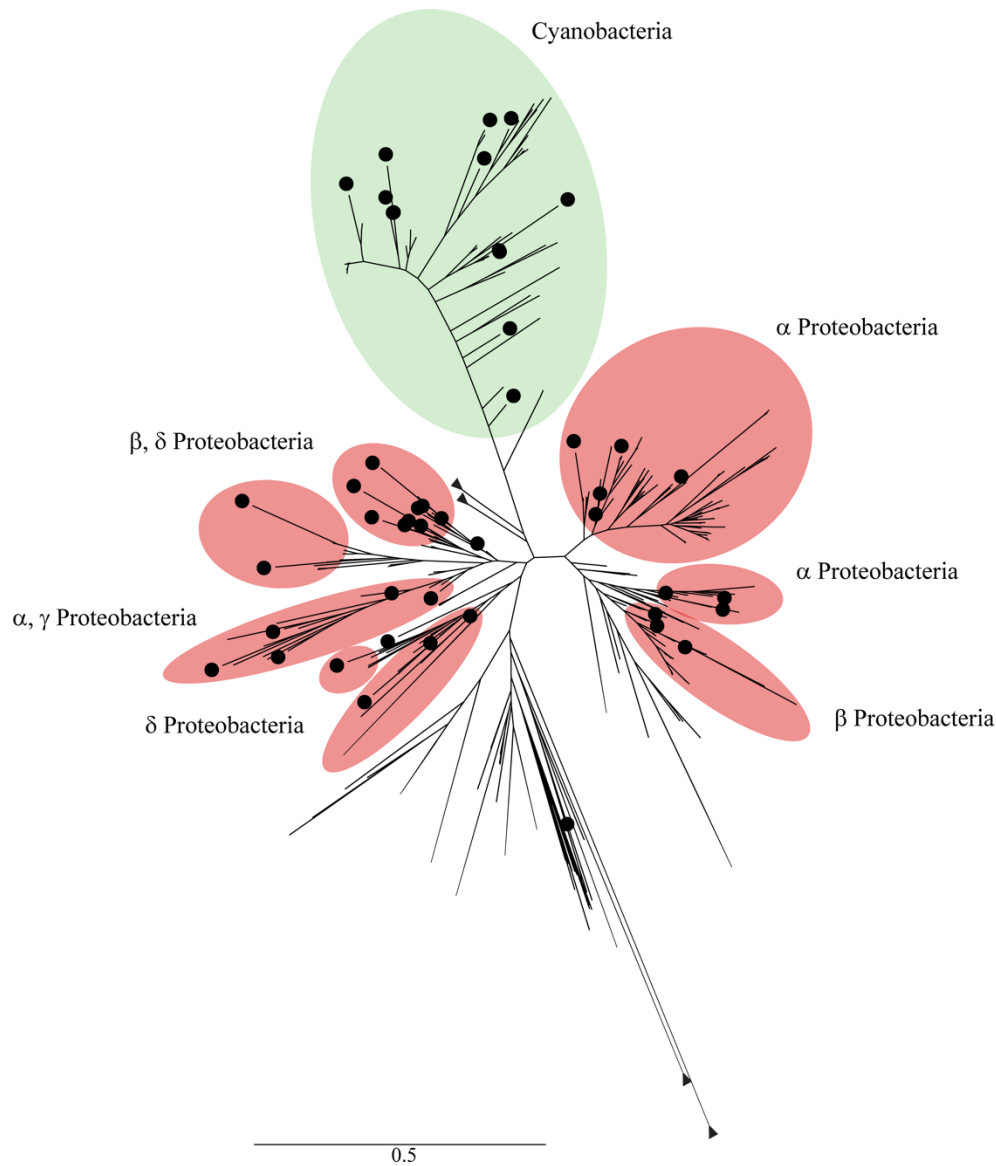 Cyanobacteria
α Proteobacteria
β, δ Proteobacteria
α Proteobacteria
α, γ Proteobacteria
β Proteobacteria
δ Proteobacteria
0.5